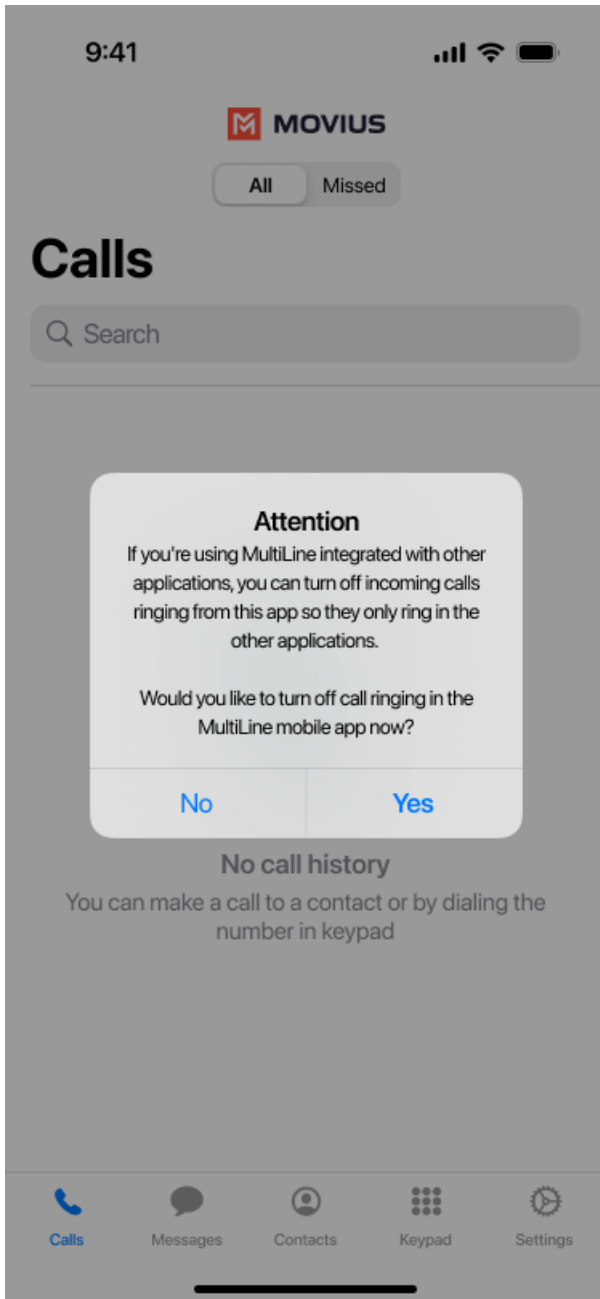 9:41
MOVIUS
All Missed
Calls
Search
Attention
If you're using MultiLine integrated with other
applications, you can turn off incoming calls
ringing from this app so they only ring in the
other applications.
Would you like to turn off call ringing in the
MultiLine mobile app now?
No Yes
No call history
You can make a call to a contact or by dialing the
number in keypad
Calls Messages Contacts Keypad Settings